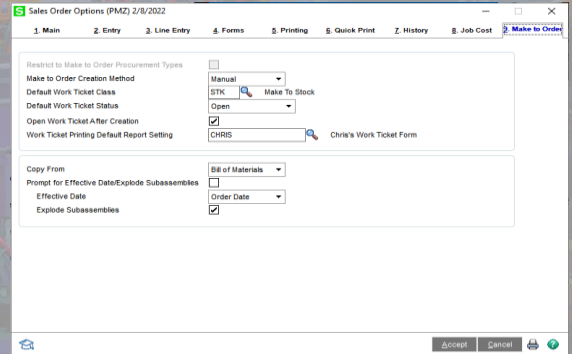 S Sales Order Options (PMZ) 2/8/2022
1. Main 2. Entry 3. Line Entry 4. Forms 5. Printing 6. Quick Print 7. History 8. Job Cost 9. Make to Order
Restrict to Make to Order Procurement Types
Make to Order Creation Method Manual
Default Work Ticket Class STK Make To Stock
Default Work Ticket Status Open
Open Work Ticket After Creation
Work Ticket Printing Default Report Setting CHRIS Chris's Work Ticket Form
Copy From Bill of Materials
Prompt for Effective Date/Explode Subassemblies
Effective Date Order Date
Explode Subassemblies
Accept Cancel ?